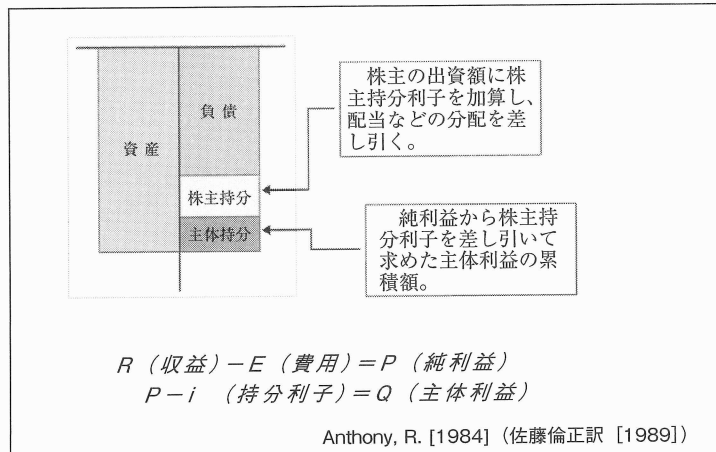 資産
負債
株主持分
主体持分
株主の出資額に株
主持分利子を加算し、
配当などの分配を差
し引く。
純利益から株主持
分利子を差し引いて
求めた主体利益の累
積額。
R（収益）－E（費用）＝P（純利益）
P－i （持分利子）＝Q（主体利益）
Anthony, R. [1984]（佐藤倫正訳［1989］）